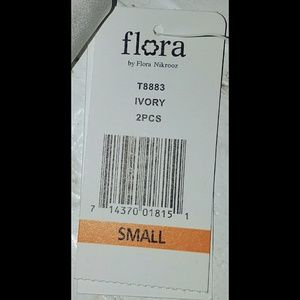 flora
by Flora Nikrooz
T8883
IVORY
2PCS
7 14370 01815 1
SMALL